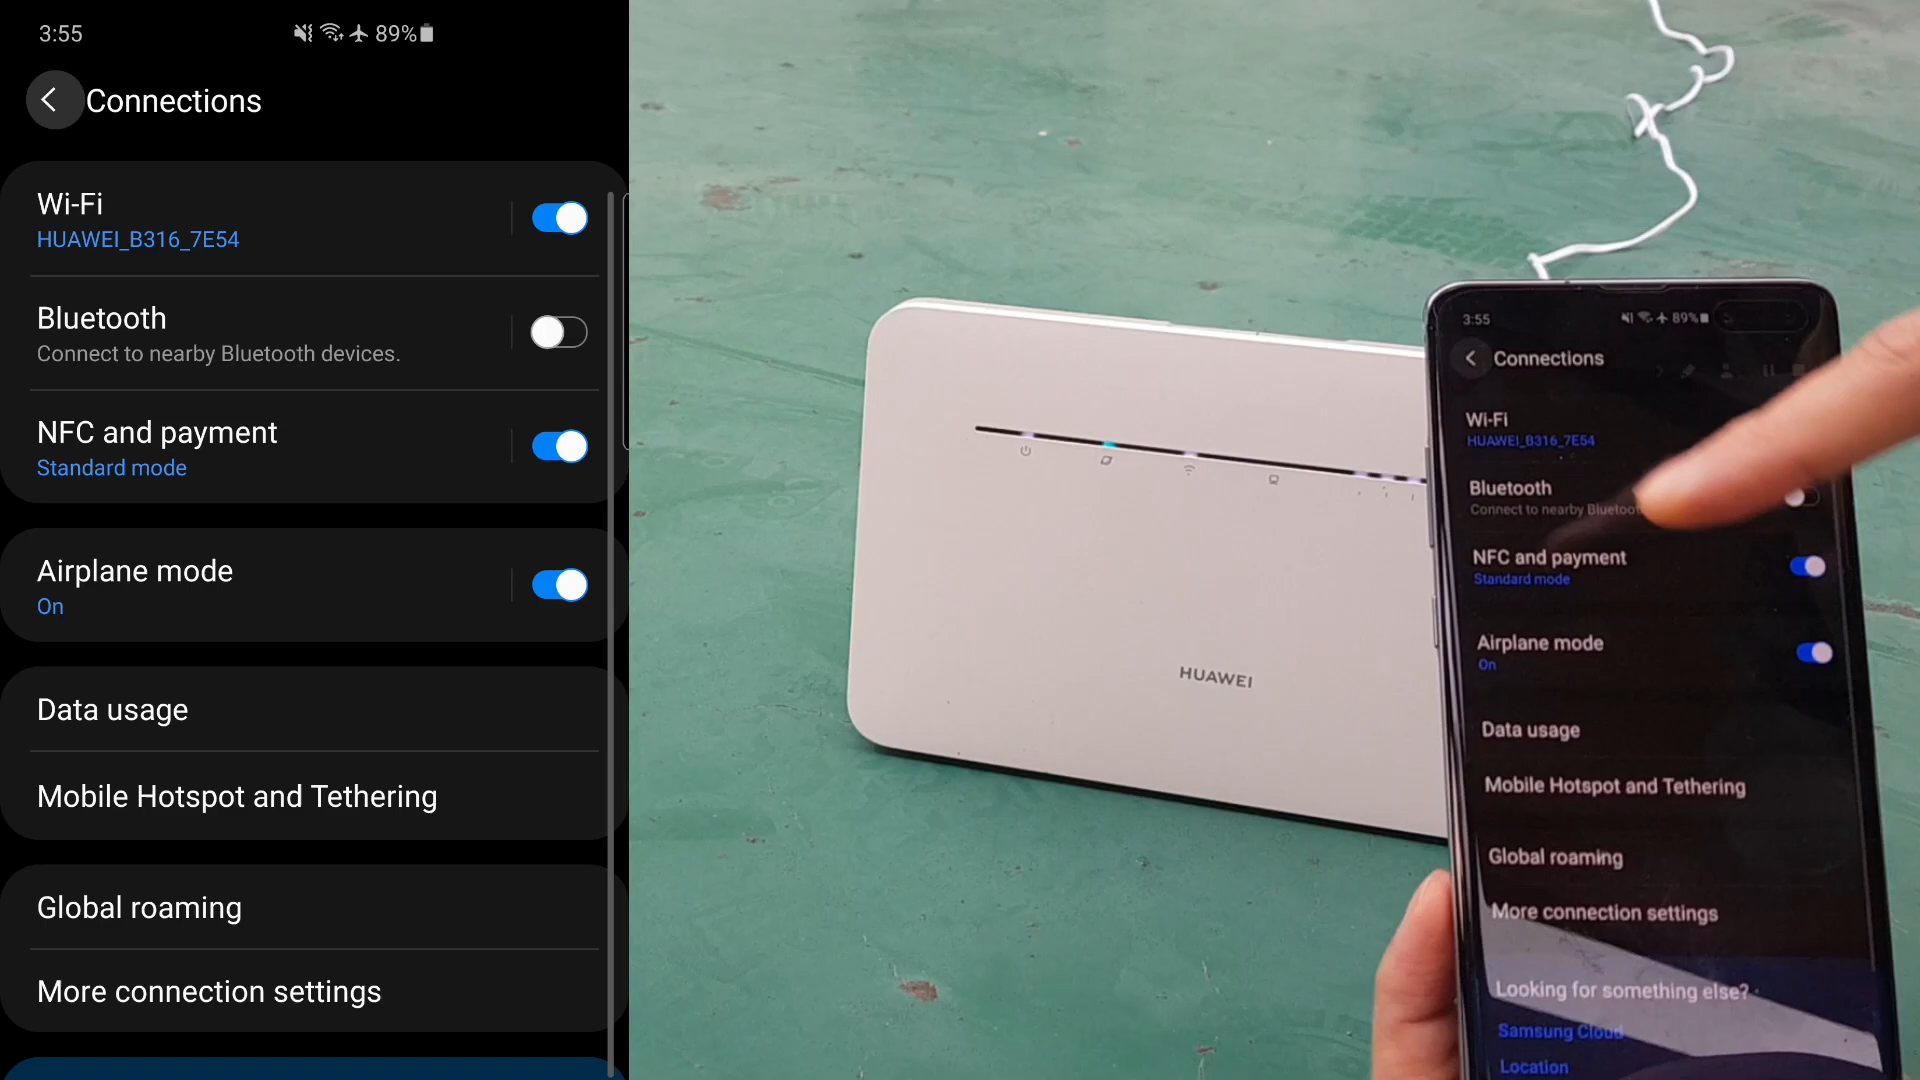 3:55
89%
Connections
Wi-Fi
HUAWEI_B316_7E54
Bluetooth
Connect to nearby Bluetooth devices.
NFC and payment
Standard mode
Airplane mode
On
Data usage
Mobile Hotspot and Tethering
Global roaming
More connection settings
HUAWEI
3:55
89%
Connections
Wi-Fi
HUAWEI_B316_7E54
Bluetooth
Connect to nearby
NFC and payment
Standard mode
Airplane mode
On
Data usage
Mobile Hotspot and Tethering
Global roaming
More connection settings
Looking for something else?
Samsung Cloud
Location